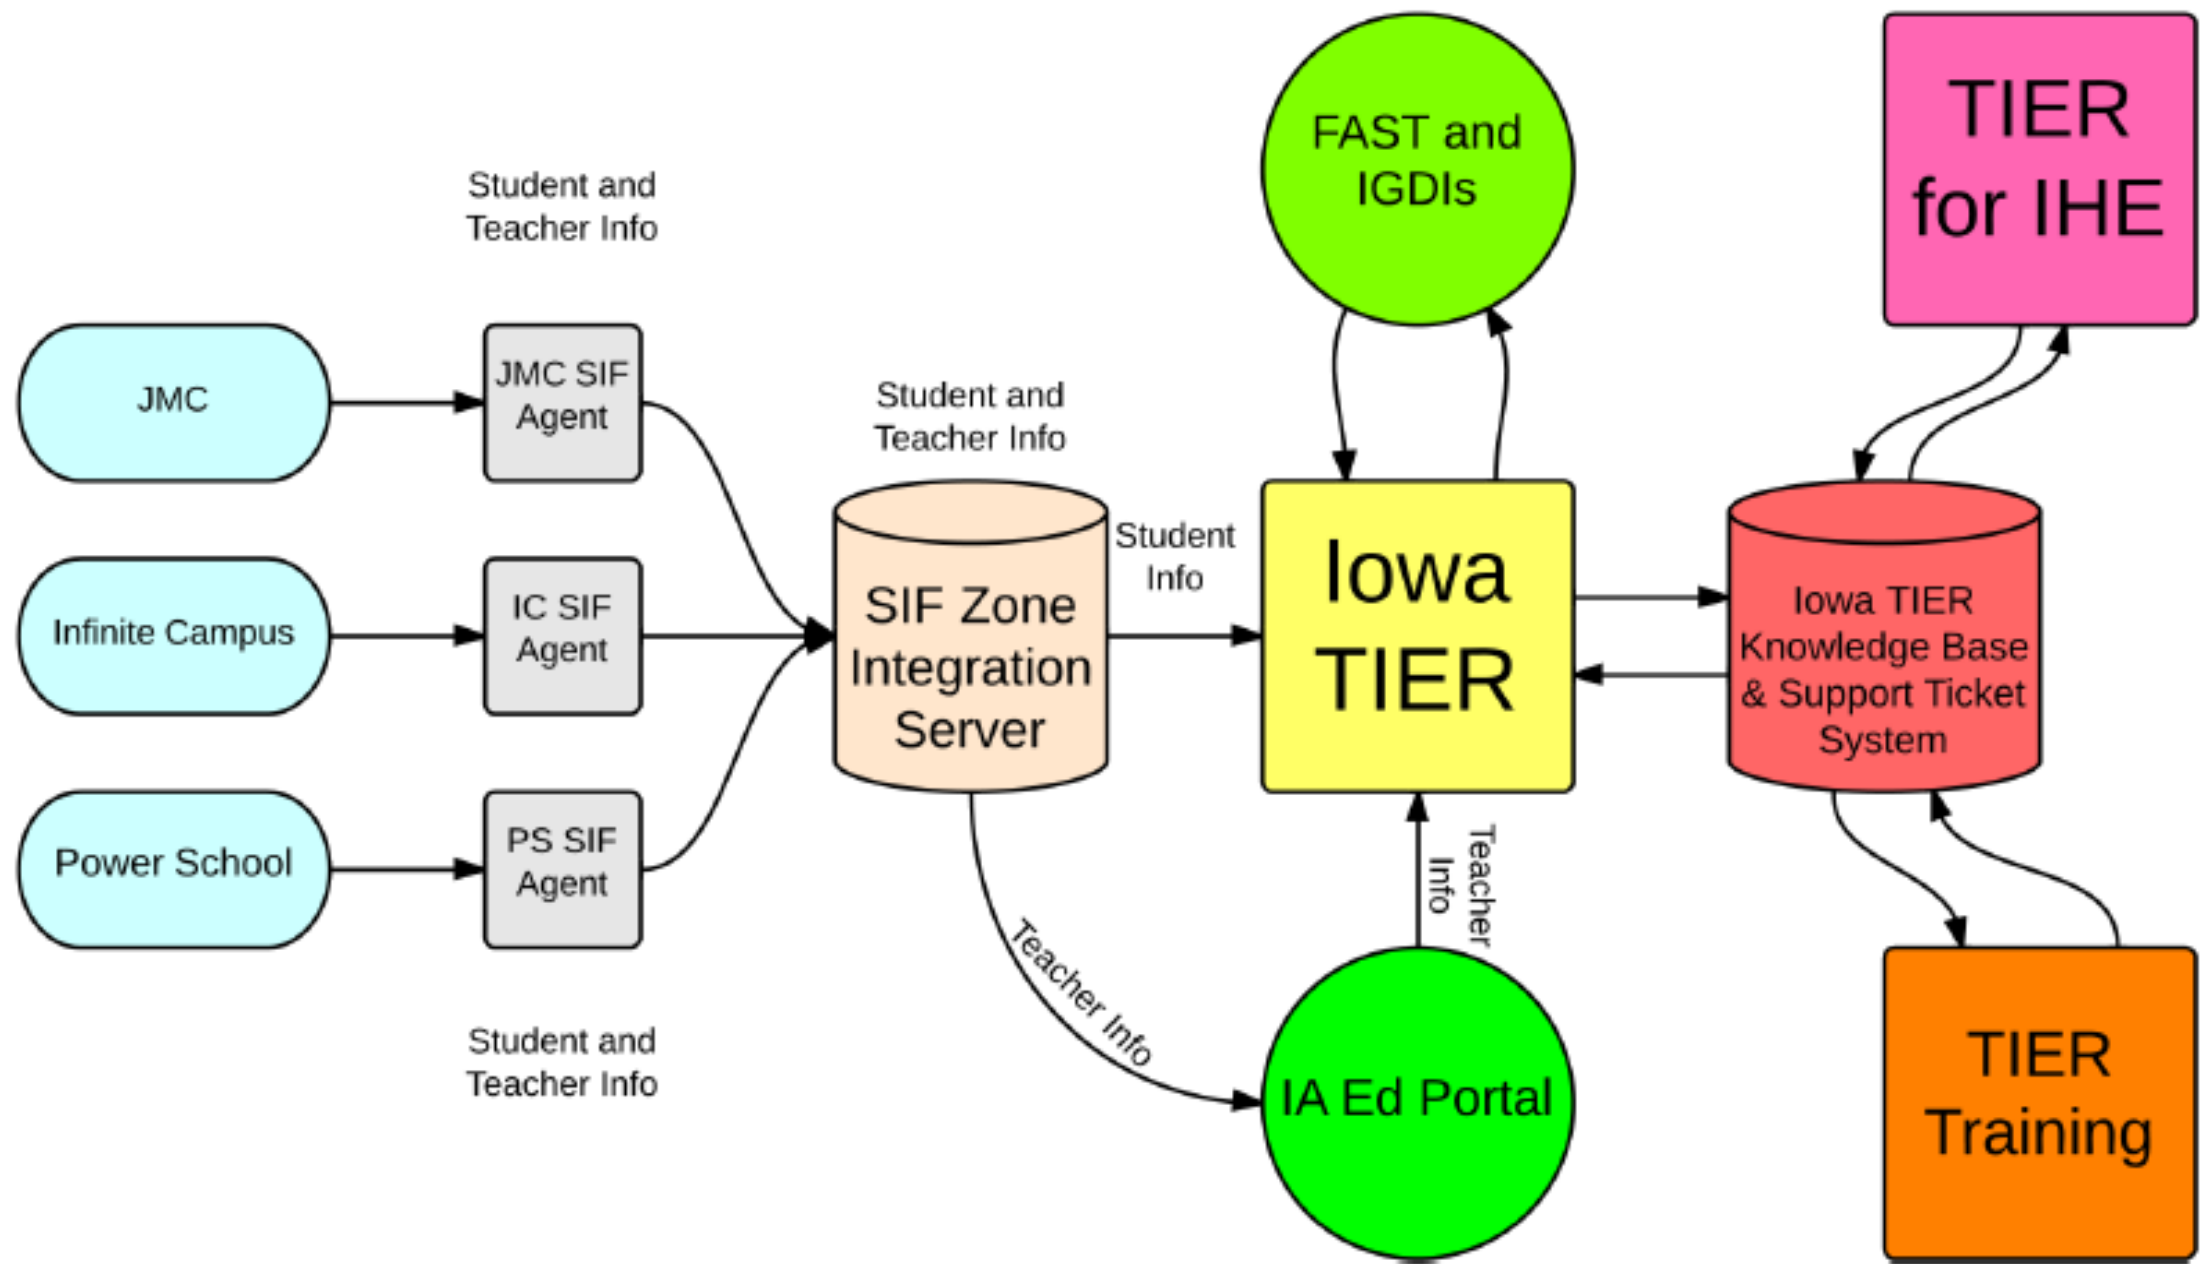 Student and
Teacher Info
JMC
JMC SIF
Agent
Infinite Campus
IC SIF
Agent
Power School
PS SIF
Agent
Student and
Teacher Info
Student and
Teacher Info
SIF Zone
Integration
Server
Student
Info
Teacher Info
FAST and
IGDIs
Iowa
TIER
Teacher
Info
IA Ed Portal
TIER
for IHE
Iowa TIER
Knowledge Base
& Support Ticket
System
TIER
Training